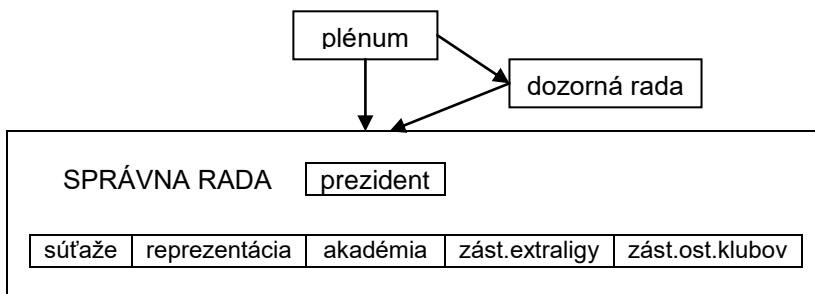 plénum
dozorná rada
SPRÁVNA RADA prezident
súťaže reprezentácia akadémia zást.extraligy zást.ost.klubov